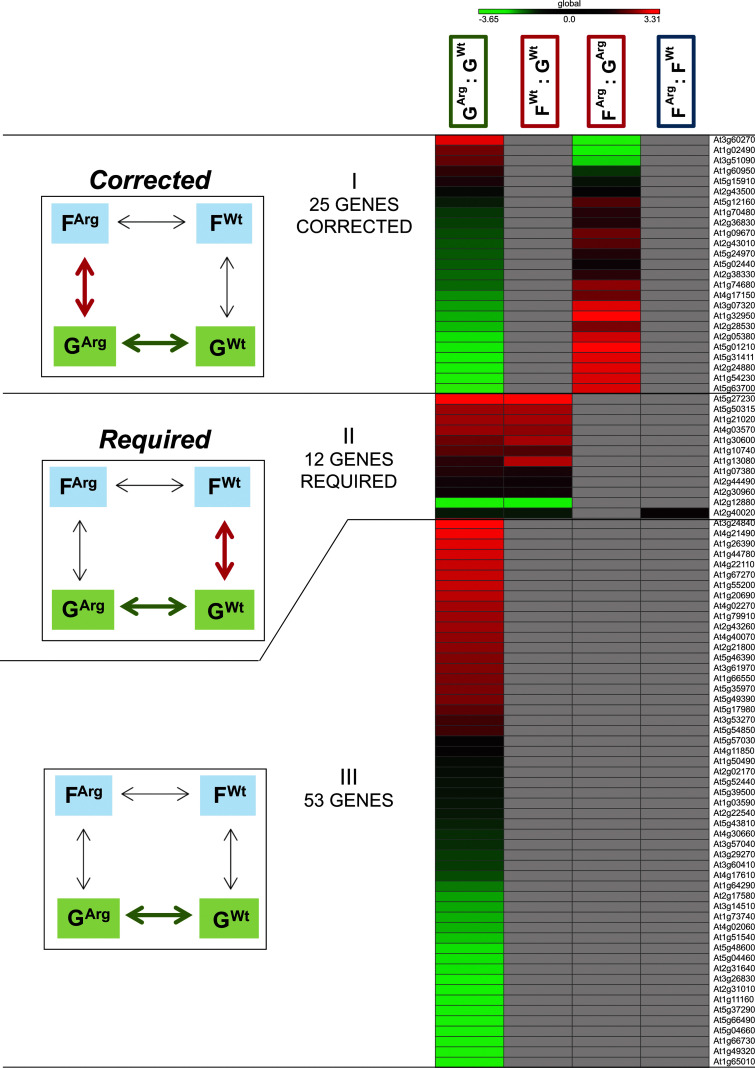 global
-3.65 0.0 3.31
G^Arg : G^Wt
F^Wt : G^Wt
F^Arg : G^Arg
F^Arg : F^Wt
Corrected
F^Arg F^Wt
G^Arg G^Wt
I
25 GENES
CORRECTED
At3g60270
At1g02490
At3g51090
At1g60950
At5g15910
At2g43500
At5g12160
At1g70480
At2g36830
At1g09670
At2g43010
At5g24970
At5g02440
At2g38330
At1g74680
At4g17150
At3g07320
At1g32950
At2g28530
At2g05380
At5g01210
At5g31411
At2g24880
At1g54230
At5g63700
Required
F^Arg F^Wt
G^Arg G^Wt
II
12 GENES
REQUIRED
At5g27230
At5g50315
At1g21020
At4g03570
At1g30600
At1g10740
At1g13080
At1g07380
At2g44490
At2g30960
At2g12880
At2g40020
F^Arg F^Wt
G^Arg G^Wt
III
53 GENES
At3g24840
At4g21490
At1g26390
At1g44780
At4g22110
At1g67270
At1g55200
At1g20690
At4g02270
At1g79910
At2g43260
At4g40070
At2g21800
At5g46390
At3g61970
At1g66550
At5g35970
At5g49390
At5g17980
At3g53270
At5g54850
At5g57030
At4g11850
At1g50490
At2g02170
At5g52440
At5g39500
At1g03590
At2g22540
At5g43810
At4g30660
At3g57040
At3g29270
At3g60410
At4g17610
At1g64290
At2g17580
At3g14510
At1g73740
At4g02060
At1g51540
At5g48600
At5g04460
At2g31640
At3g26830
At2g31010
At1g11160
At5g37290
At5g66490
At5g04660
At1g66730
At1g49320
At1g65010